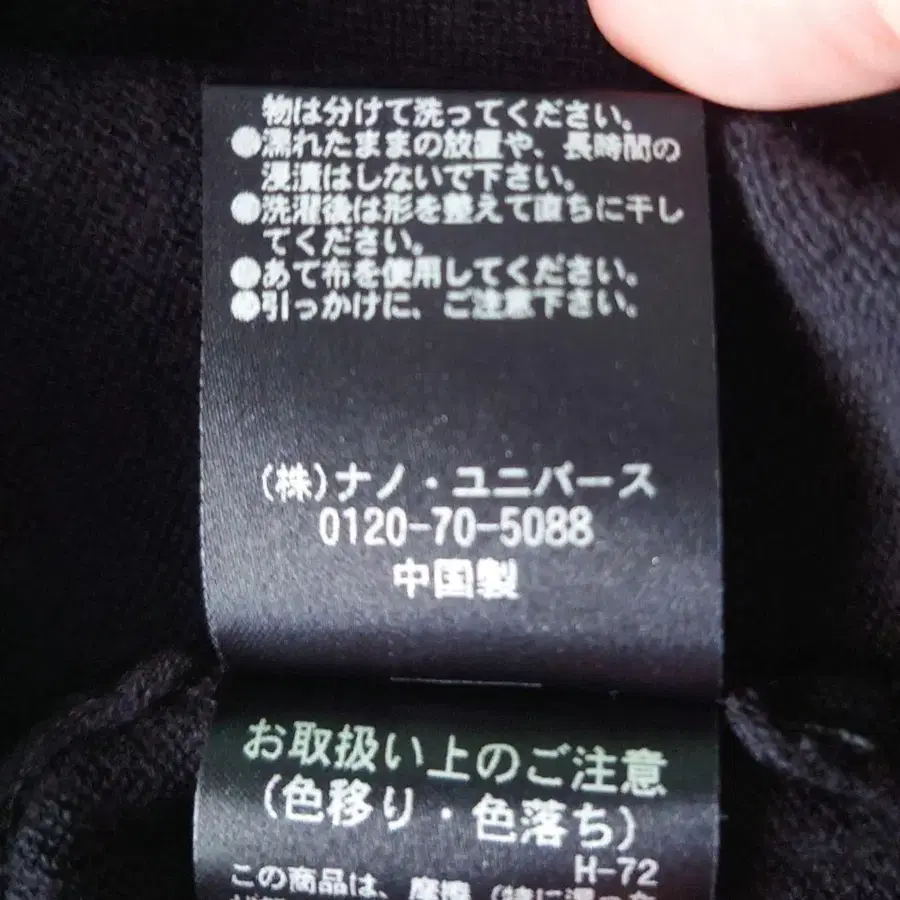 物は分けて洗ってください。
●濡れたままの放置や、長時間の
浸漬はしないで下さい。
●洗濯後は形を整えて直ちに干し
てください。
●あて布を使用してください。
●引っかけに、ご注意下さい。
(株)ナノ・ユニバース
0120-70-5088
中国製
お取扱い上のご注意
(色移り・色落ち)
H-72
この商品は、摩擦(特に湿った